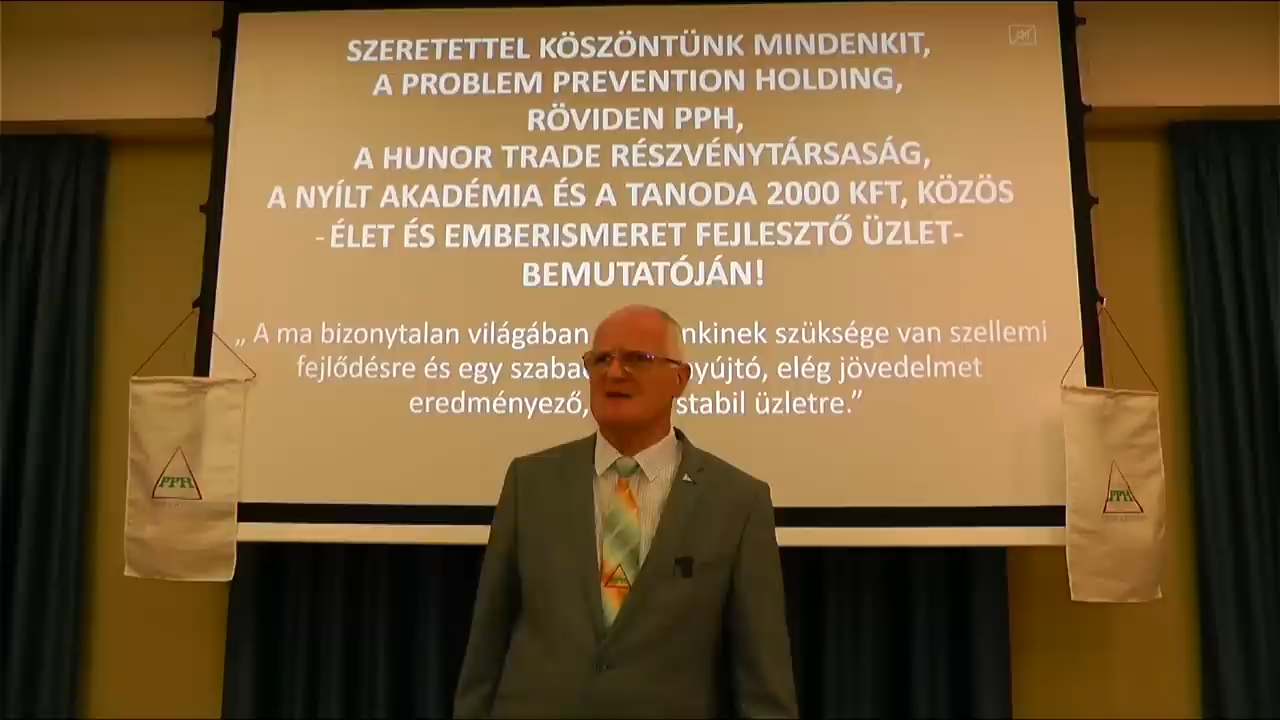 SZERETETTEL KÖSZÖNTÜNK MINDENKIT,
A PROBLEM PREVENTION HOLDING,
RÖVIDEN PPH,
A HUNOR TRADE RÉSZVÉNYTÁRSASÁG,
A NYÍLT AKADÉMIA ÉS A TANODA 2000 KFT, KÖZÖS
-ÉLET ÉS EMBERISMERET FEJLESZTŐ ÜZLET-
BEMUTATÓJÁN!
„ A ma bizonytalan világában nkinek szüksége van szellemi
fejlődésre és egy szaba yújtó, elég jövedelmet
eredményező, stabil üzletre.”
PPH
PPH
PPH